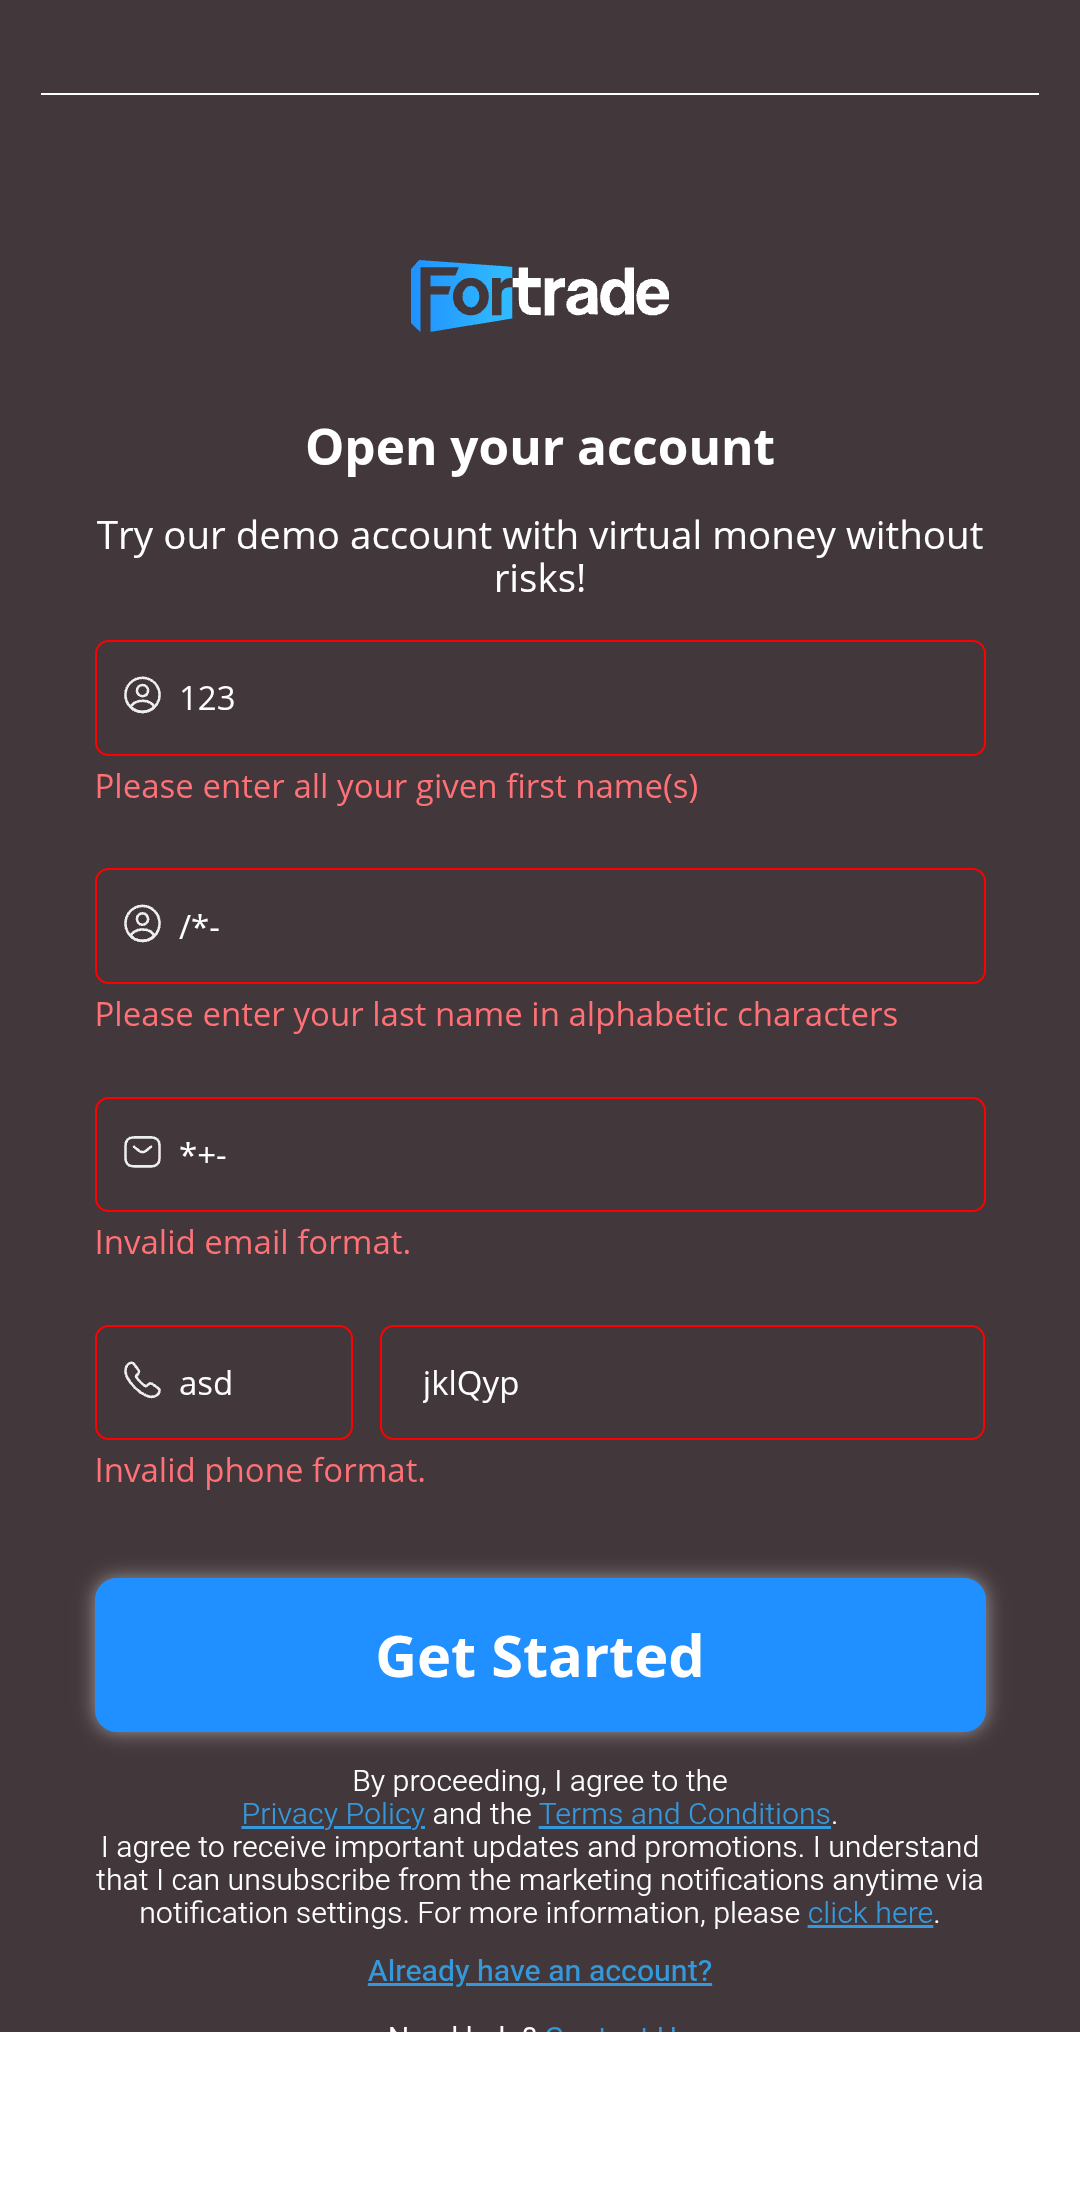 Fortrade
Open your account
Try our demo account with virtual money without
risks!
123
Please enter all your given first name(s)
/*-
Please enter your last name in alphabetic characters
*+-
Invalid email format.
asd
jklQyp
Invalid phone format.
Get Started
By proceeding, I agree to the
Privacy Policy and the Terms and Conditions.
I agree to receive important updates and promotions. I understand
that I can unsubscribe from the marketing notifications anytime via
notification settings. For more information, please click here.
Already have an account?